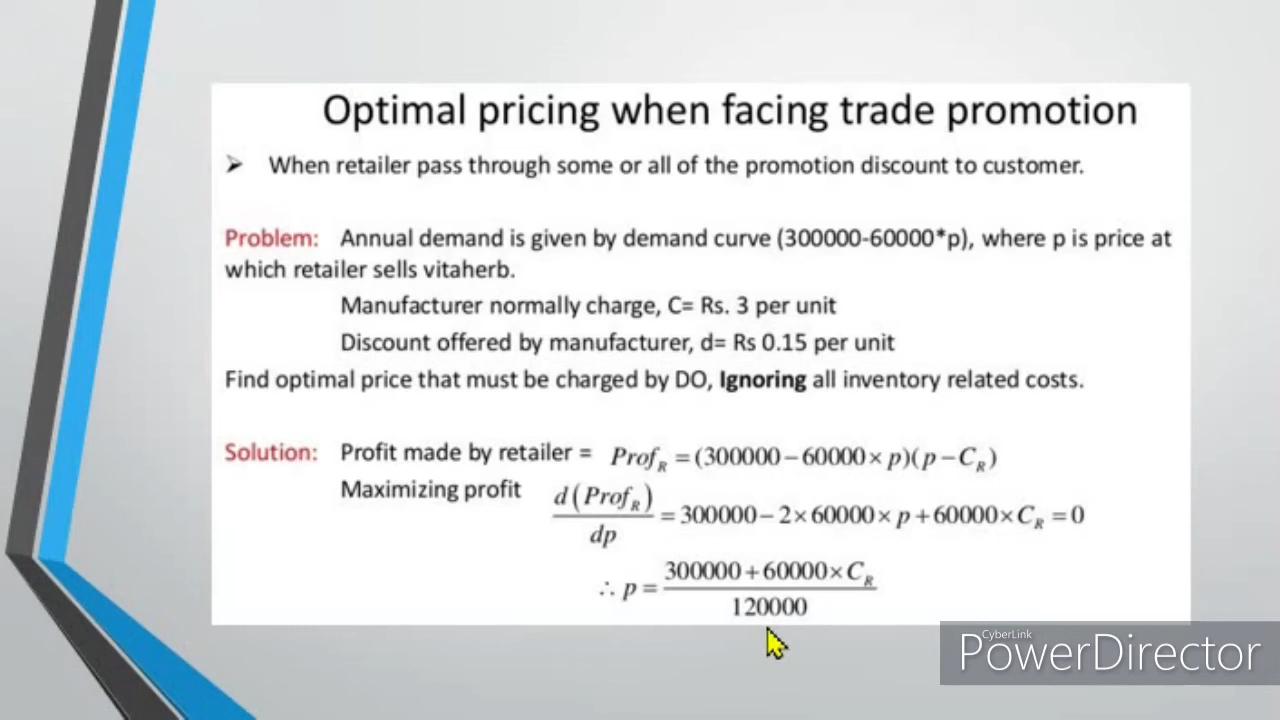 Optimal pricing when facing trade promotion
➢ When retailer pass through some or all of the promotion discount to customer.
Problem: Annual demand is given by demand curve (300000-60000*p), where p is price at
which retailer sells vitaherb.
Manufacturer normally charge, C= Rs. 3 per unit
Discount offered by manufacturer, d= Rs 0.15 per unit
Find optimal price that must be charged by DO, Ignoring all inventory related costs.
Solution: Profit made by retailer = Prof_R = (300000 − 60000 × p)(p − C_R)
Maximizing profit d(Prof_R)/dp = 300000 − 2 × 60000 × p + 60000 × C_R = 0
∴ p = (300000 + 60000 × C_R)/120000
CyberLink
PowerDirector